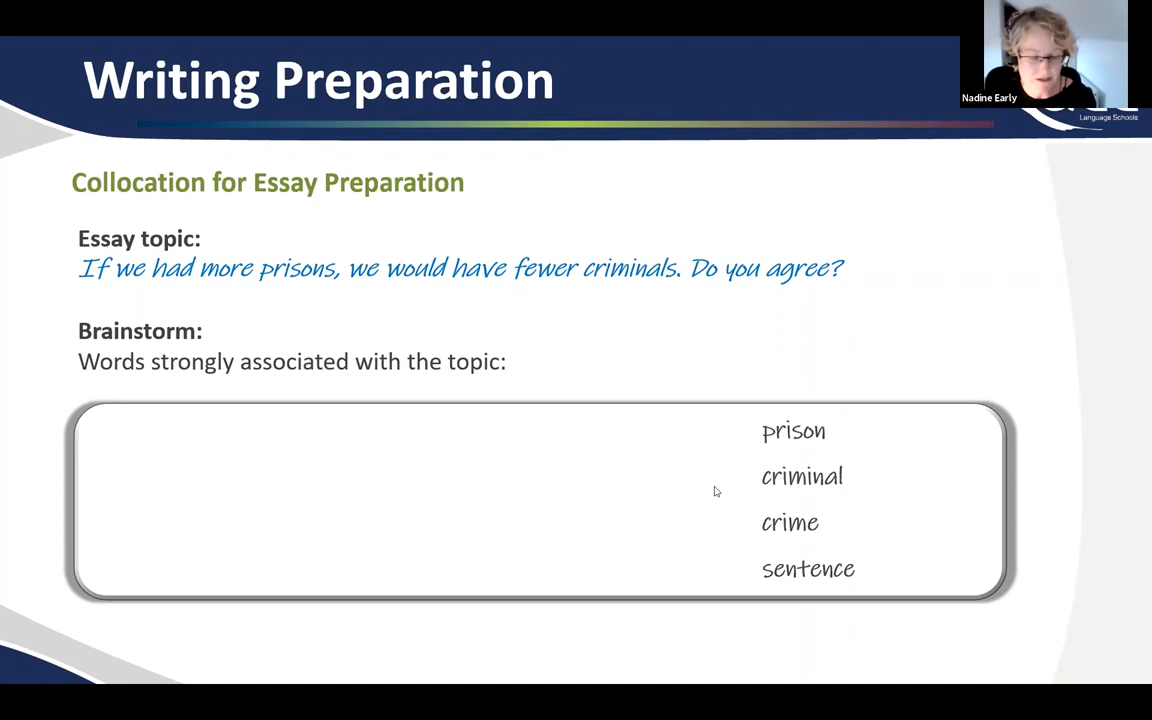 Writing Preparation
Nadine Early
Language Schools
Collocation for Essay Preparation
Essay topic:
If we had more prisons, we would have fewer criminals. Do you agree?
Brainstorm:
Words strongly associated with the topic:
prison
criminal
crime
sentence